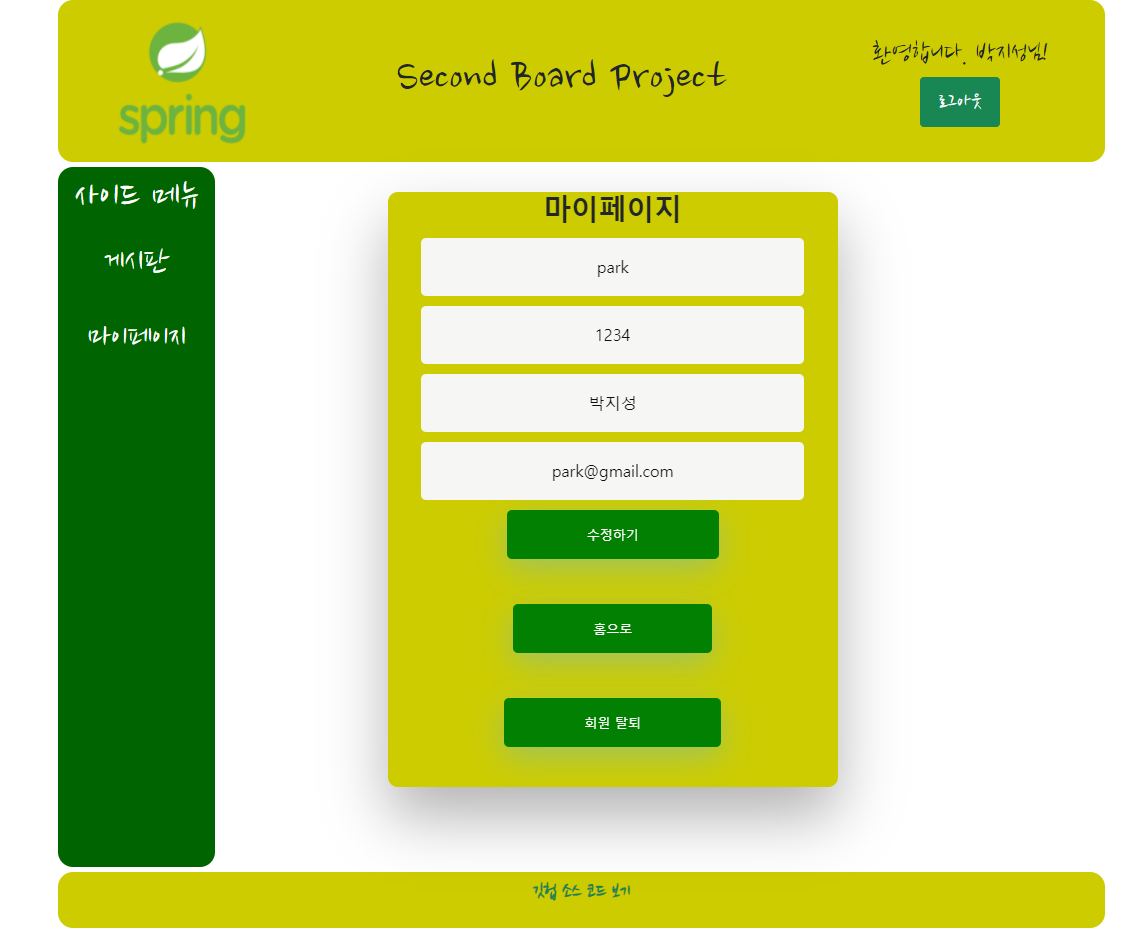 spring
Second Board Project
환영합니다. 박지성님!
로그아웃
사이드 메뉴
게시판
마이페이지
마이페이지
park
1234
박지성
park@gmail.com
수정하기
홈으로
회원 탈퇴
깃헙 소스 코드 보기